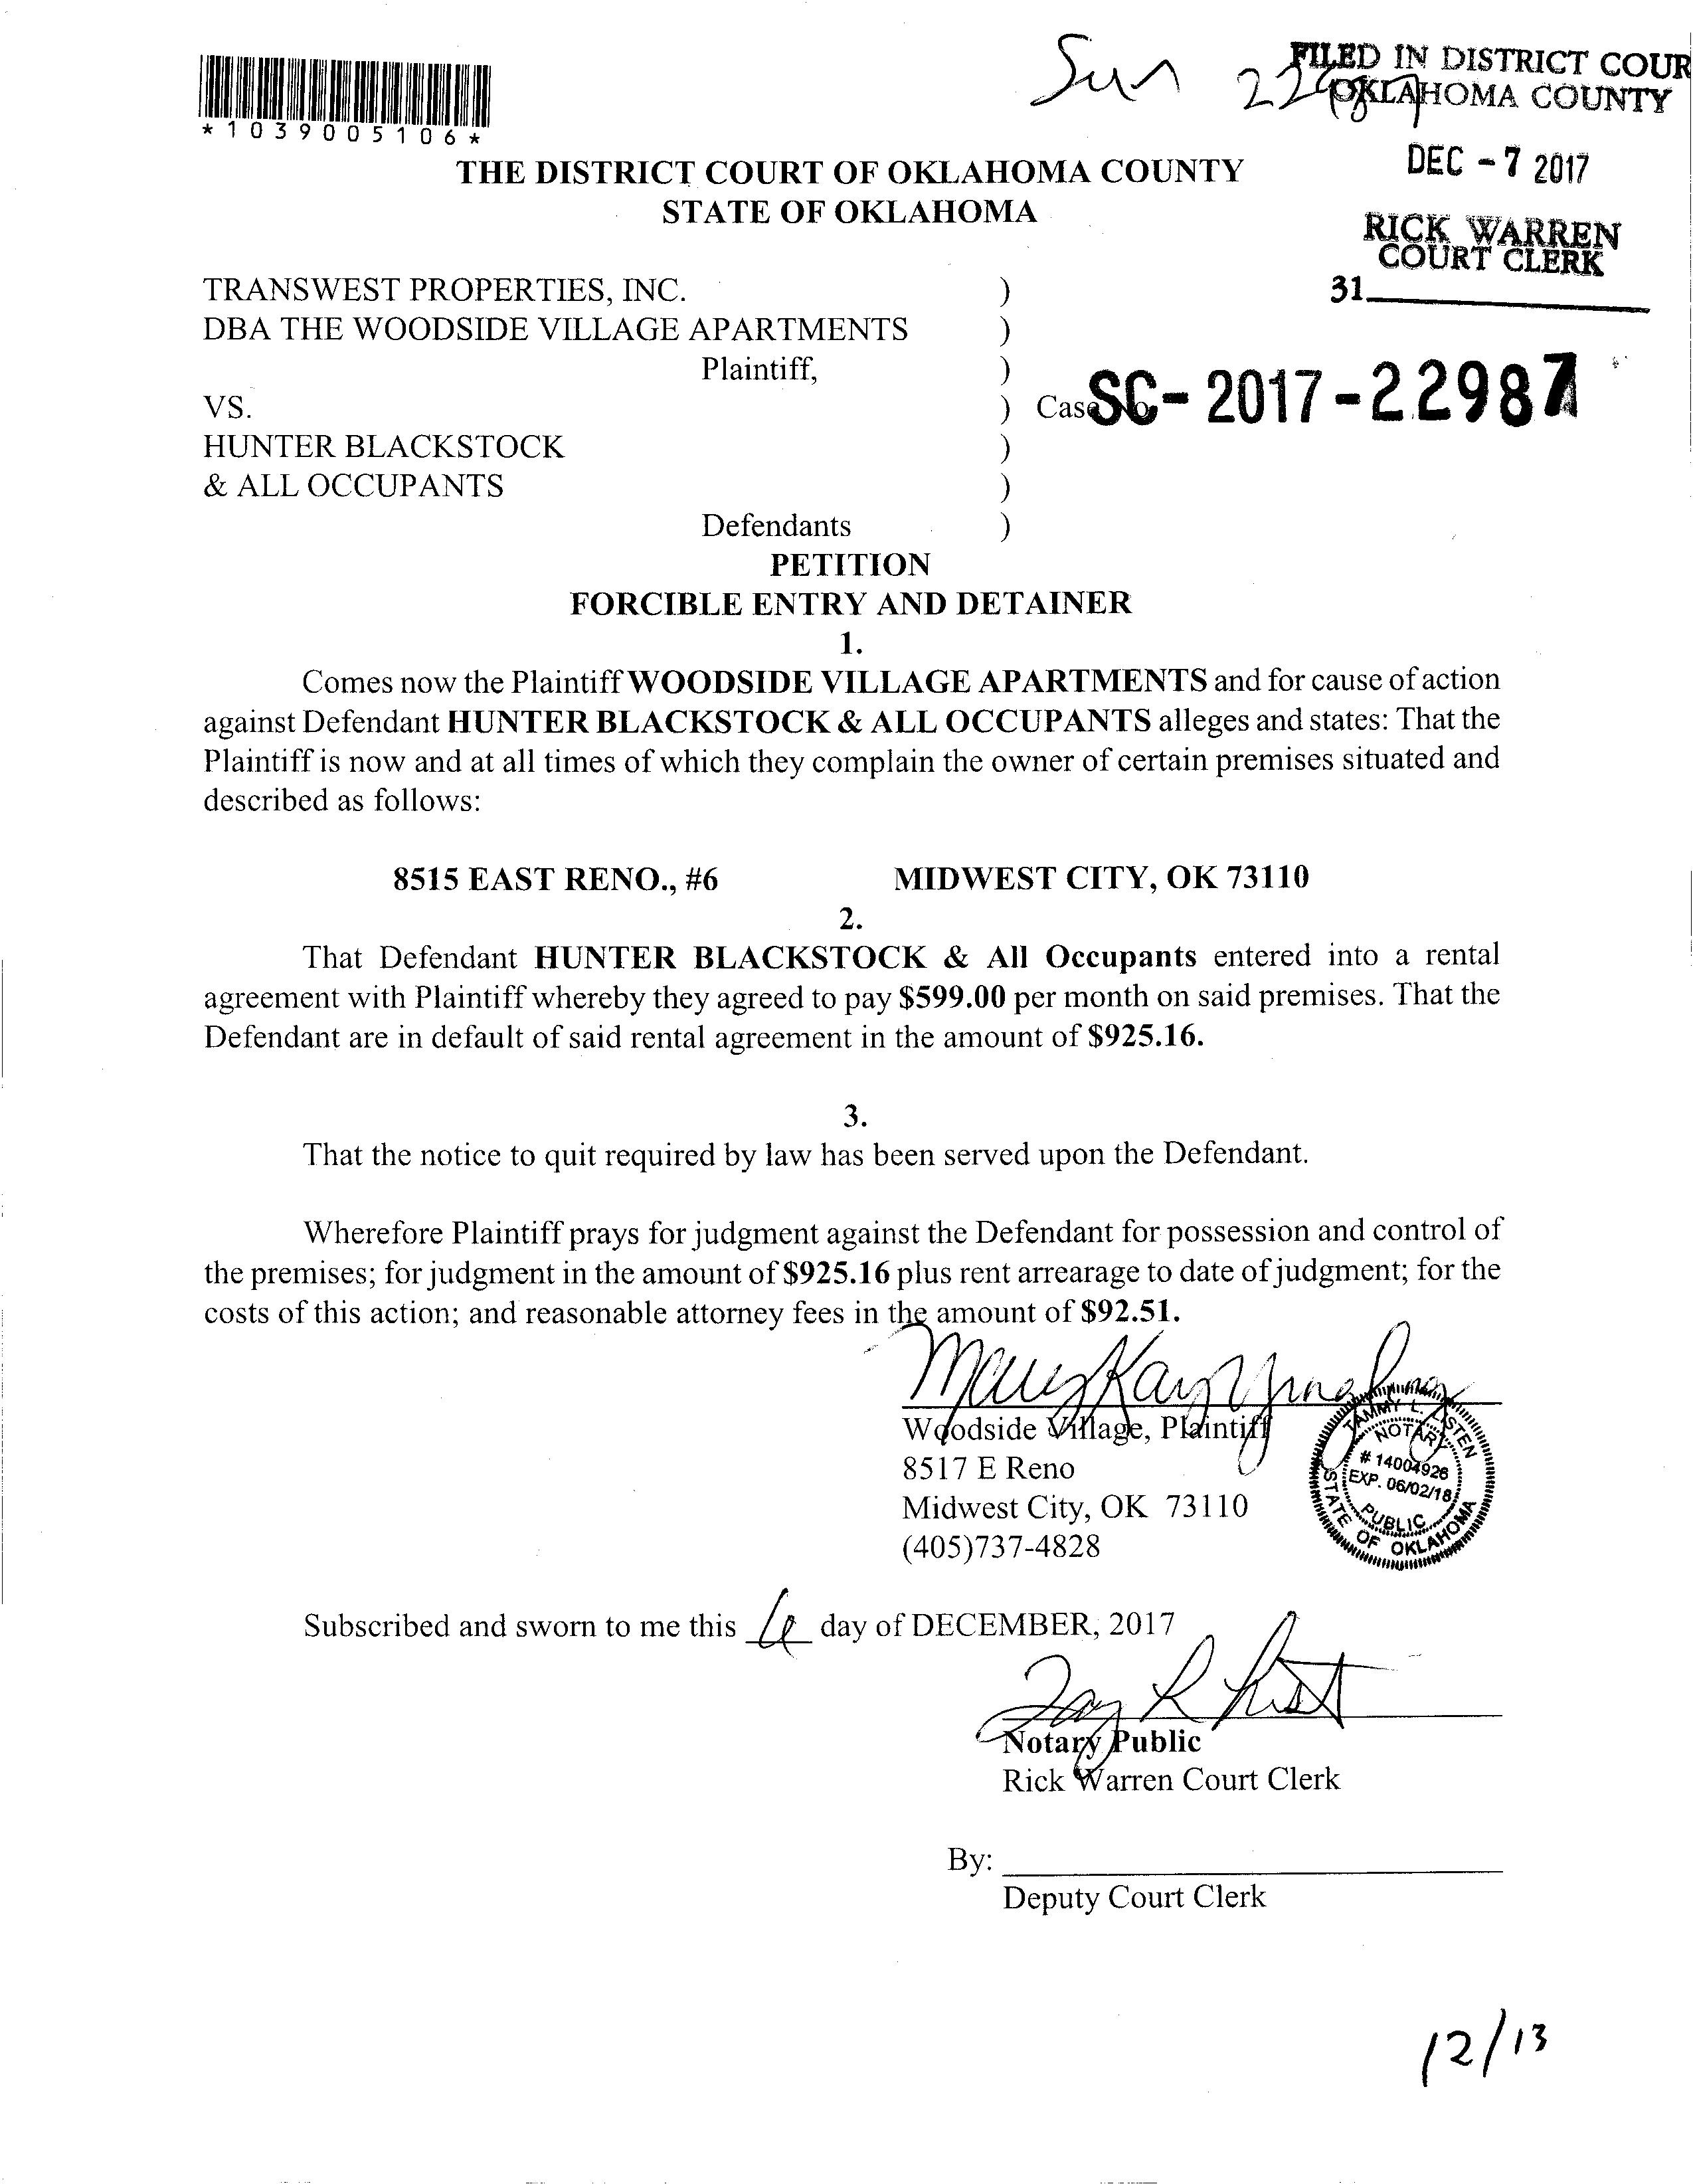 Sun
FILED IN DISTRICT COUR
OKLAHOMA COUNTY
*1039005106*
DEC - 7 2017
THE DISTRICT COURT OF OKLAHOMA COUNTY
STATE OF OKLAHOMA
RICK WARREN
COURT CLERK
31
TRANSWEST PROPERTIES, INC. )
DBA THE WOODSIDE VILLAGE APARTMENTS )
Plaintiff, )
VS. ) Case No. SC-2017-22987
HUNTER BLACKSTOCK )
& ALL OCCUPANTS )
Defendants )
PETITION
FORCIBLE ENTRY AND DETAINER
1.
Comes now the Plaintiff WOODSIDE VILLAGE APARTMENTS and for cause of action
against Defendant HUNTER BLACKSTOCK & ALL OCCUPANTS alleges and states: That the
Plaintiff is now and at all times of which they complain the owner of certain premises situated and
described as follows:
8515 EAST RENO., #6 MIDWEST CITY, OK 73110
2.
That Defendant HUNTER BLACKSTOCK & All Occupants entered into a rental
agreement with Plaintiff whereby they agreed to pay $599.00 per month on said premises. That the
Defendant are in default of said rental agreement in the amount of $925.16.
3.
That the notice to quit required by law has been served upon the Defendant.
Wherefore Plaintiff prays for judgment against the Defendant for possession and control of
the premises; for judgment in the amount of $925.16 plus rent arrearage to date of judgment; for the
costs of this action; and reasonable attorney fees in the amount of $92.51.
Woodside Village, Plaintiff
8517 E Reno
Midwest City, OK 73110
(405)737-4828
TAMMY L. LISTEN
NOTARY
# 14004926
EXP. 06/02/18
PUBLIC
STATE OF OKLAHOMA
Subscribed and sworn to me this 6 day of DECEMBER, 2017
Notary Public
Rick Warren Court Clerk
By:
Deputy Court Clerk
12/13